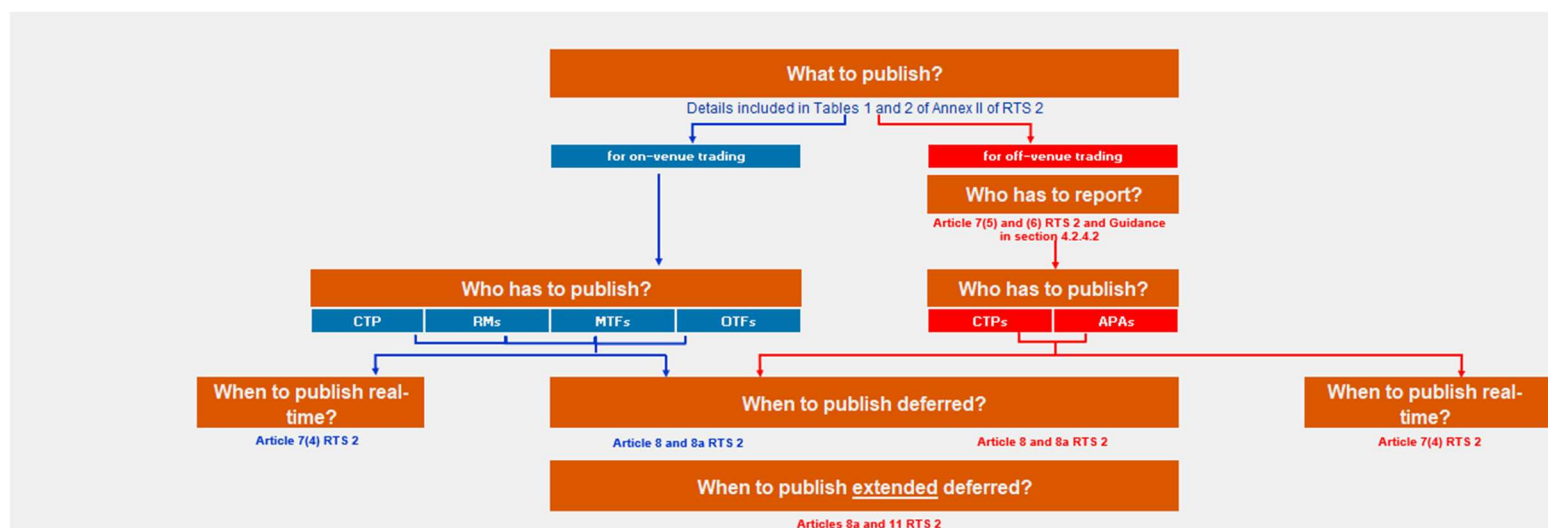 What to publish?
Details included in Tables 1 and 2 of Annex II of RTS 2
for on-venue trading
for off-venue trading
Who has to report?
Article 7(5) and (6) RTS 2 and Guidance
in section 4.2.4.2
Who has to publish?
Who has to publish?
CTP
RMs
MTFs
OTFs
CTPs
APAs
When to publish real-
time?
When to publish deferred?
When to publish real-
time?
Article 7(4) RTS 2
Article 8 and 8a RTS 2
Article 8 and 8a RTS 2
Article 7(4) RTS 2
When to publish extended deferred?
Articles 8a and 11 RTS 2